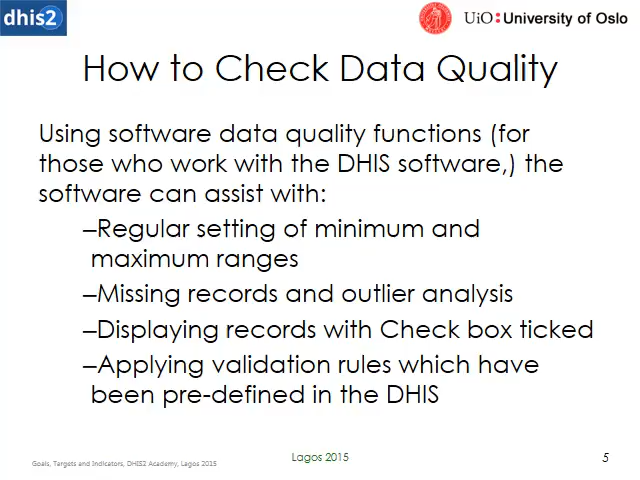 dhis2
UiO: University of Oslo
How to Check Data Quality
Using software data quality functions (for
those who work with the DHIS software,) the
software can assist with:
–Regular setting of minimum and
maximum ranges
–Missing records and outlier analysis
–Displaying records with Check box ticked
–Applying validation rules which have
been pre-defined in the DHIS
Goals, Targets and Indicators, DHIS2 Academy, Lagos 2015
Lagos 2015
5